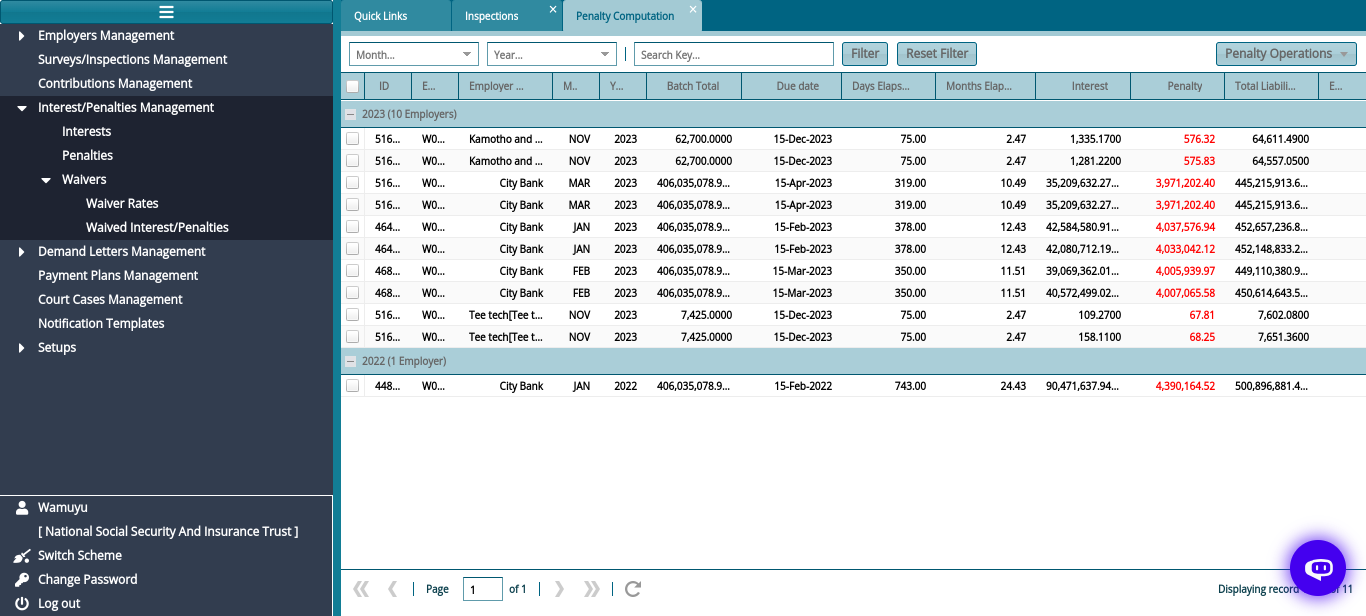 Quick Links Inspections Penalty Computation
Employers Management
Surveys/Inspections Management
Contributions Management
Interest/Penalties Management
Interests
Penalties
Waivers
Waiver Rates
Waived Interest/Penalties
Demand Letters Management
Payment Plans Management
Court Cases Management
Notification Templates
Setups
Wamuyu
[ National Social Security And Insurance Trust ]
Switch Scheme
Change Password
Log out
Month... Year... Search Key... Filter Reset Filter Penalty Operations
ID E... Employer ... M.. Y... Batch Total Due date Days Elaps... Months Elap... Interest Penalty Total Liabili... E...
2023 (10 Employers)
516... W0... Kamotho and ... NOV 2023 62,700.0000 15-Dec-2023 75.00 2.47 1,335.1700 576.32 64,611.4900
516... W0... Kamotho and ... NOV 2023 62,700.0000 15-Dec-2023 75.00 2.47 1,281.2200 575.83 64,557.0500
516... W0... City Bank MAR 2023 406,035,078.9... 15-Apr-2023 319.00 10.49 35,209,632.27... 3,971,202.40 445,215,913.6...
516... W0... City Bank MAR 2023 406,035,078.9... 15-Apr-2023 319.00 10.49 35,209,632.27... 3,971,202.40 445,215,913.6...
464... W0... City Bank JAN 2023 406,035,078.9... 15-Feb-2023 378.00 12.43 42,584,580.91... 4,037,576.94 452,657,236.8...
464... W0... City Bank JAN 2023 406,035,078.9... 15-Feb-2023 378.00 12.43 42,080,712.19... 4,033,042.12 452,148,833.2...
468... W0... City Bank FEB 2023 406,035,078.9... 15-Mar-2023 350.00 11.51 39,069,362.01... 4,005,939.97 449,110,380.9...
468... W0... City Bank FEB 2023 406,035,078.9... 15-Mar-2023 350.00 11.51 40,572,499.02... 4,007,065.58 450,614,643.5...
516... W0... Tee tech[Tee t... NOV 2023 7,425.0000 15-Dec-2023 75.00 2.47 109.2700 67.81 7,602.0800
516... W0... Tee tech[Tee t... NOV 2023 7,425.0000 15-Dec-2023 75.00 2.47 158.1100 68.25 7,651.3600
2022 (1 Employer)
448... W0... City Bank JAN 2022 406,035,078.9... 15-Feb-2022 743.00 24.43 90,471,637.94... 4,390,164.52 500,896,881.4...
Page 1 of 1 Displaying record 11